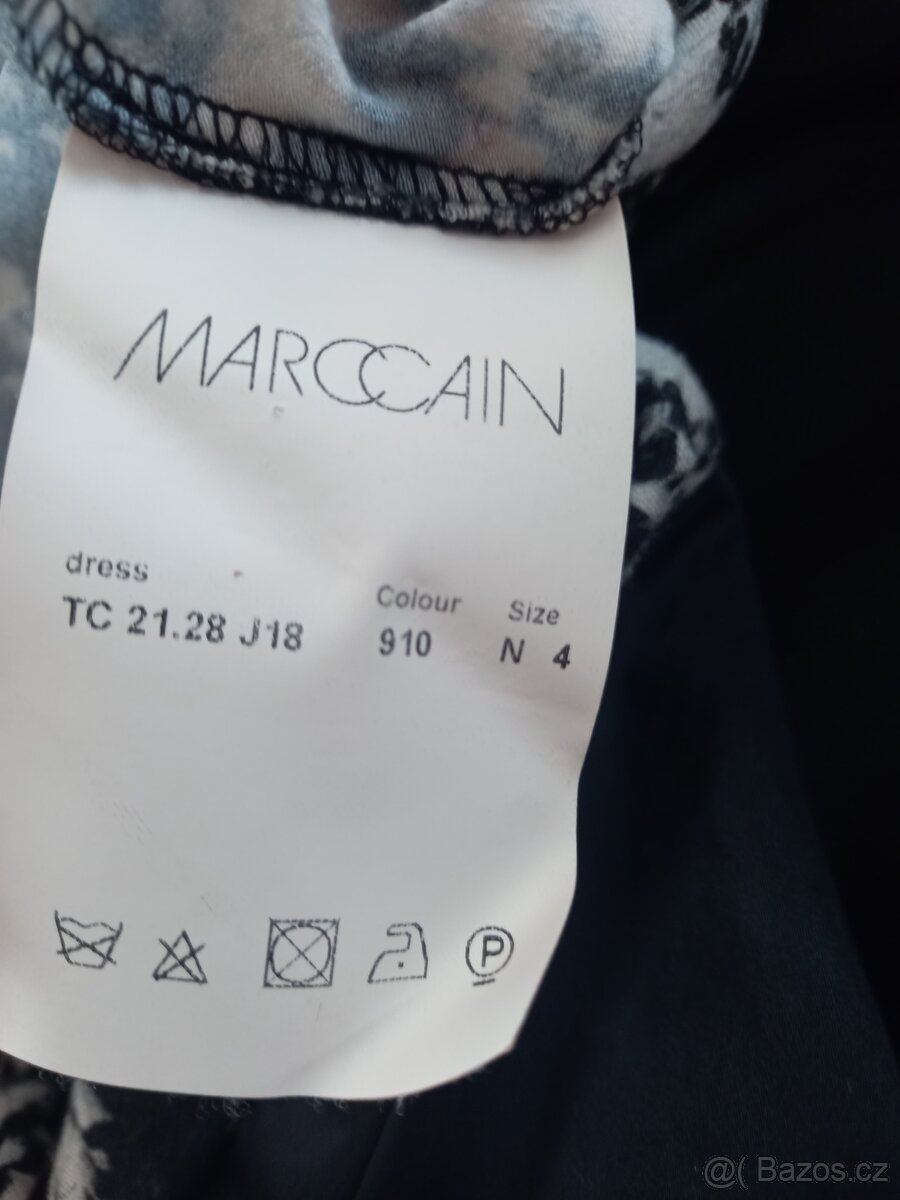 MARCCAIN
dress
Colour
Size
TC 21.28 J18
910
N 4
P
@( Bazos.cz